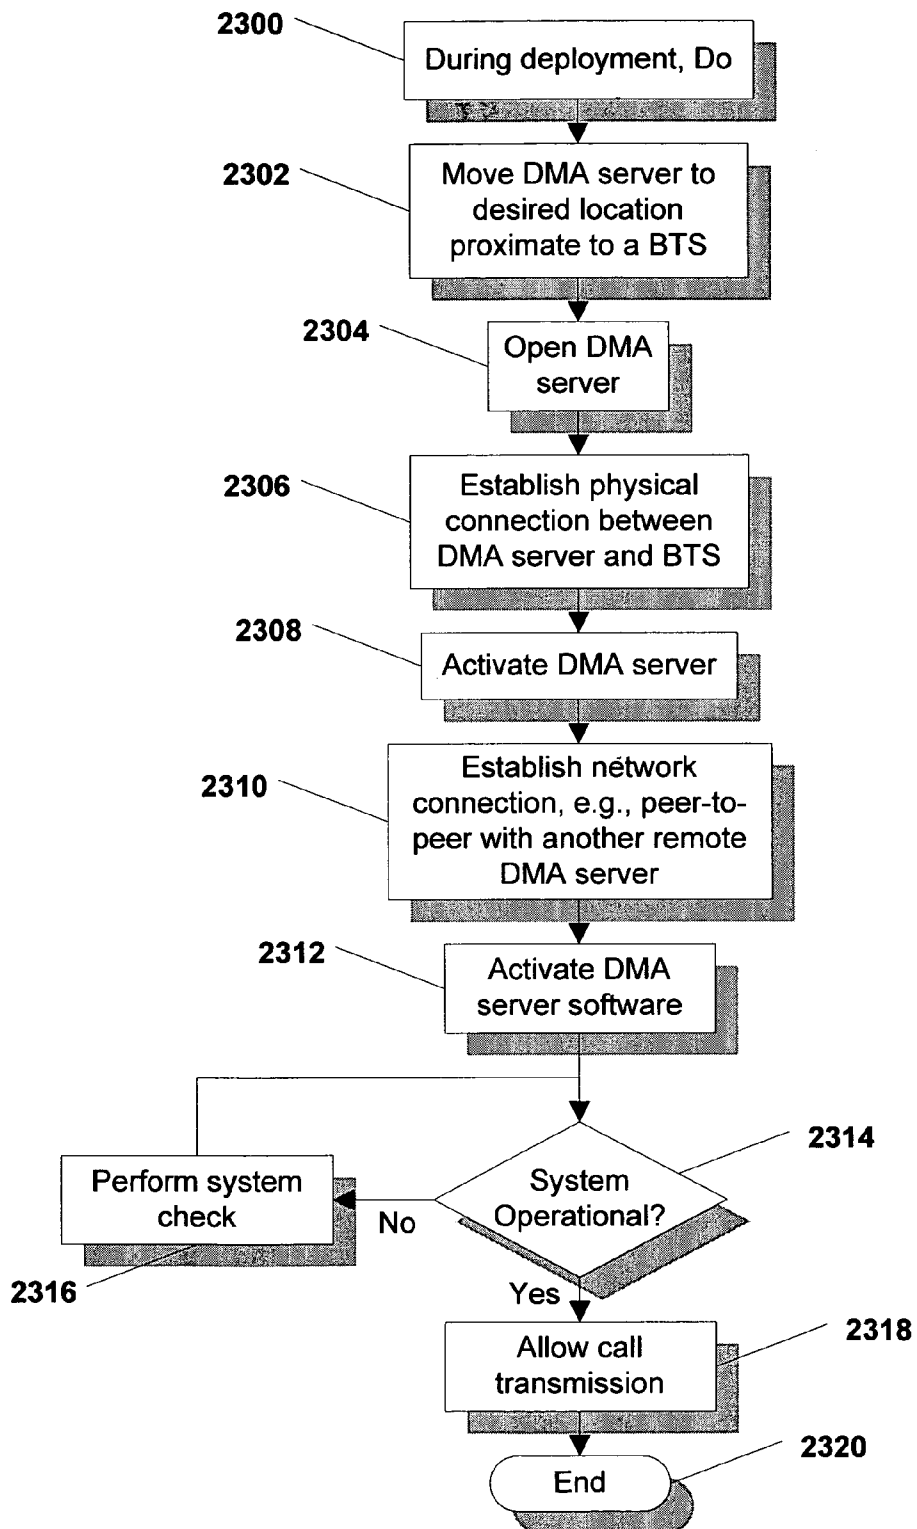 2300
During deployment, Do
2302
Move DMA server to
desired location
proximate to a BTS
2304
Open DMA
server
2306
Establish physical
connection between
DMA server and BTS
2308
Activate DMA server
2310
Establish network
connection, e.g., peer-to-
peer with another remote
DMA server
2312
Activate DMA
server software
2314
System
Operational?
No
Perform system
check
2316
Yes
2318
Allow call
transmission
2320
End